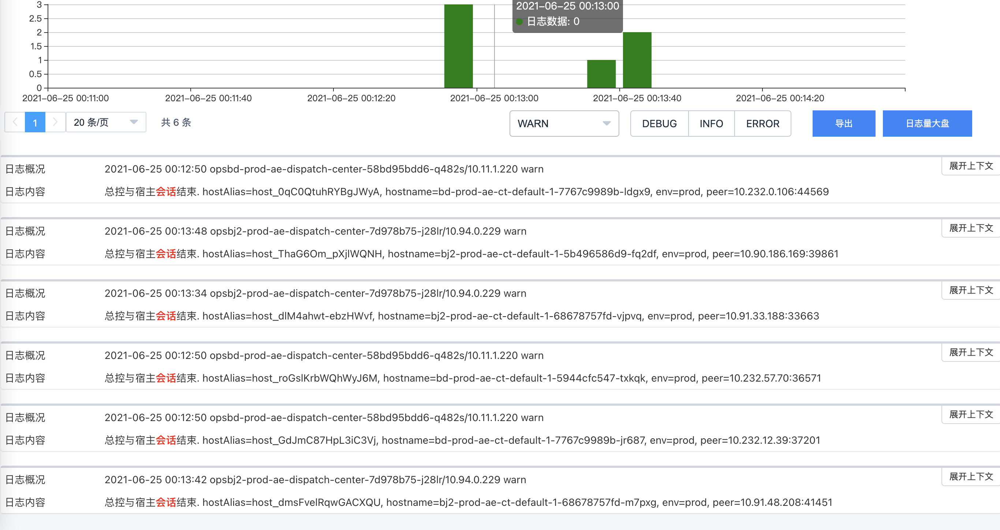 3
2.5
2
1.5
1
0.5
0
2021-06-25 00:13:00
日志数据: 0
2021-06-25 00:11:00 2021-06-25 00:11:40 2021-06-25 00:12:20 2021-06-25 00:13:00 2021-06-25 00:13:40 2021-06-25 00:14:20
1 20 条/页 共 6 条 WARN DEBUG INFO ERROR 导出 日志量大盘
日志概况 2021-06-25 00:12:50 opsbd-prod-ae-dispatch-center-58bd95bdd6-q482s/10.11.1.220 warn 展开上下文
日志内容 总控与宿主会话结束. hostAlias=host_0qC0QtuhRYBgJWyA, hostname=bd-prod-ae-ct-default-1-7767c9989b-ldgx9, env=prod, peer=10.232.0.106:44569
日志概况 2021-06-25 00:13:48 opsbj2-prod-ae-dispatch-center-7d978b75-j28lr/10.94.0.229 warn 展开上下文
日志内容 总控与宿主会话结束. hostAlias=host_ThaG6Om_pXjlWQNH, hostname=bj2-prod-ae-ct-default-1-5b496586d9-fq2df, env=prod, peer=10.90.186.169:39861
日志概况 2021-06-25 00:13:34 opsbj2-prod-ae-dispatch-center-7d978b75-j28lr/10.94.0.229 warn 展开上下文
日志内容 总控与宿主会话结束. hostAlias=host_dlM4ahwt-ebzHWvf, hostname=bj2-prod-ae-ct-default-1-68678757fd-vjpvq, env=prod, peer=10.91.33.188:33663
日志概况 2021-06-25 00:12:50 opsbd-prod-ae-dispatch-center-58bd95bdd6-q482s/10.11.1.220 warn 展开上下文
日志内容 总控与宿主会话结束. hostAlias=host_roGslKrbWQhWyJ6M, hostname=bd-prod-ae-ct-default-1-5944cfc547-txkqk, env=prod, peer=10.232.57.70:36571
日志概况 2021-06-25 00:12:50 opsbd-prod-ae-dispatch-center-58bd95bdd6-q482s/10.11.1.220 warn 展开上下文
日志内容 总控与宿主会话结束. hostAlias=host_GdJmC87HpL3iC3Vj, hostname=bd-prod-ae-ct-default-1-7767c9989b-jr687, env=prod, peer=10.232.12.39:37201
日志概况 2021-06-25 00:13:42 opsbj2-prod-ae-dispatch-center-7d978b75-j28lr/10.94.0.229 warn 展开上下文
日志内容 总控与宿主会话结束. hostAlias=host_dmsFvelRqwGACXQU, hostname=bj2-prod-ae-ct-default-1-68678757fd-m7pxg, env=prod, peer=10.91.48.208:41451